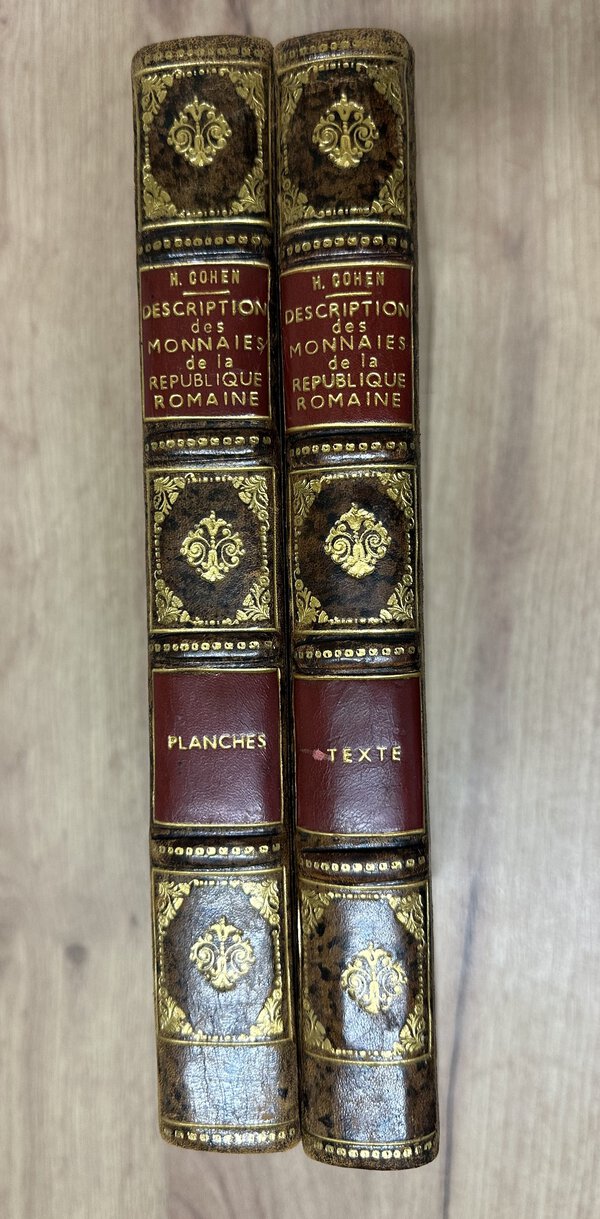 H. COHEN
DESCRIPTION
des
MONNAIES
de la
REPUBLIQUE
ROMAINE
PLANCHES
H. COHEN
DESCRIPTION
des
MONNAIES
de la
REPUBLIQUE
ROMAINE
TEXTE